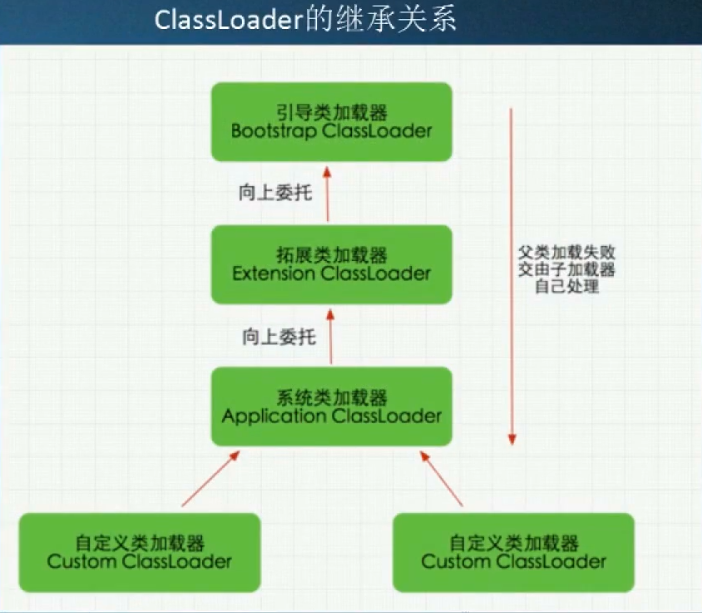 ClassLoader的继承关系
引导类加载器
Bootstrap ClassLoader
向上委托
拓展类加载器
Extension ClassLoader
父类加载失败
交由子加载器
自己处理
向上委托
系统类加载器
Application ClassLoader
自定义类加载器
Custom ClassLoader
自定义类加载器
Custom ClassLoader